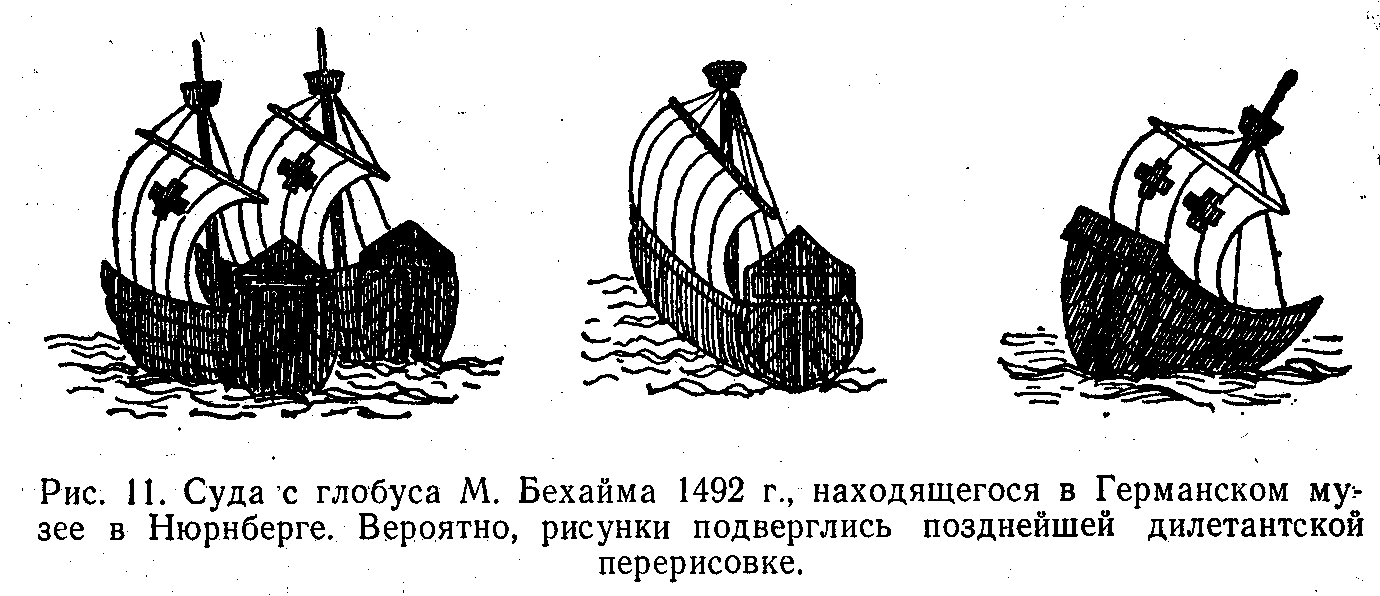 Рис. 11. Суда с глобуса М. Бехайма 1492 г., находящегося в Германском му-
зее в Нюрнберге. Вероятно, рисунки подверглись позднейшей дилетантской
перерисовке.